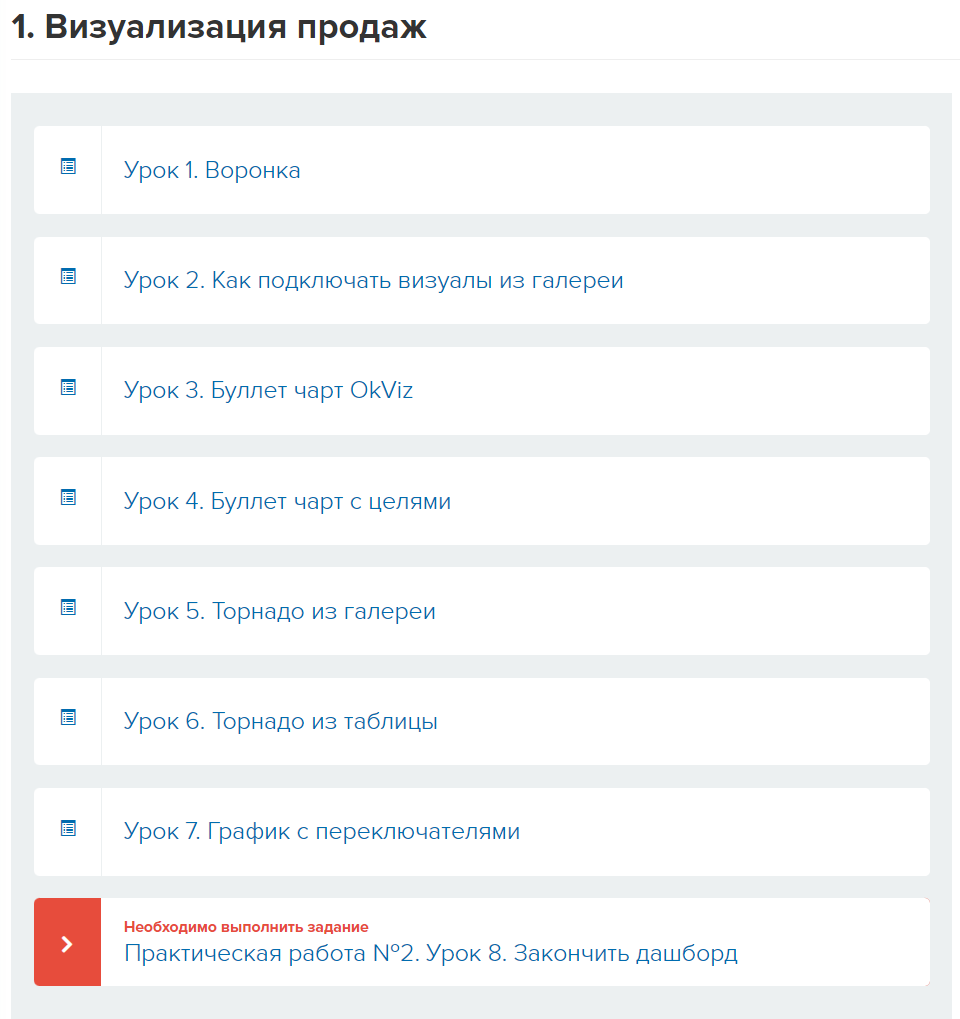 1. Визуализация продаж
Урок 1. Воронка
Урок 2. Как подключать визуалы из галереи
Урок 3. Буллет чарт OkViz
Урок 4. Буллет чарт с целями
Урок 5. Торнадо из галереи
Урок 6. Торнадо из таблицы
Урок 7. График с переключателями
Необходимо выполнить задание
Практическая работа №2. Урок 8. Закончить дашборд